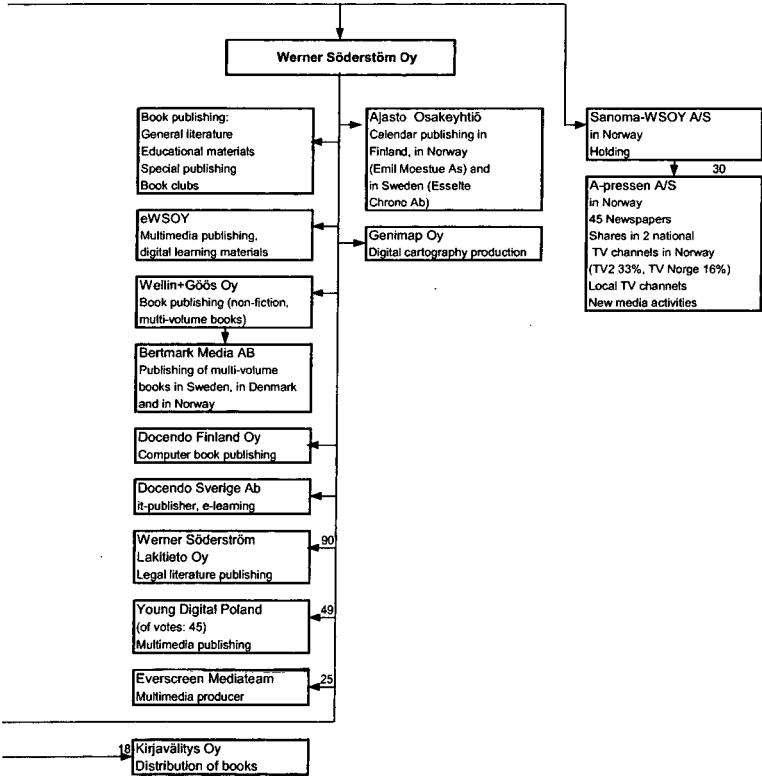 Werner Söderstöm Oy
Book publishing:
General literature
Educational materials
Special publishing
Book clubs
eWSOY
Multimedia publishing,
digital learning materials
Weilin+Göös Oy
Book publishing (non-fiction,
multi-volume books)
Bertmark Media AB
Publishing of multi-volume
books in Sweden, in Denmark
and in Norway
Docendo Finland Oy
Computer book publishing
Docendo Sverige Ab
it-publisher, e-learning
Werner Söderström
Lakitieto Oy
Legal literature publishing
90
Young Digital Poland
(of votes: 45)
Multimedia publishing
49
Everscreen Mediateam
Multimedia producer
25
18
Kirjavälitys Oy
Distribution of books
Ajasto Osakeyhtiö
Calendar publishing in
Finland, in Norway
(Emil Moestue As) and
in Sweden (Esselte
Chrono Ab)
Genimap Oy
Digital cartography production
Sanoma-WSOY A/S
in Norway
Holding
30
A-pressen A/S
in Norway
45 Newspapers
Shares in 2 national
TV channels in Norway
(TV2 33%, TV Norge 16%)
Local TV channels
New media activities